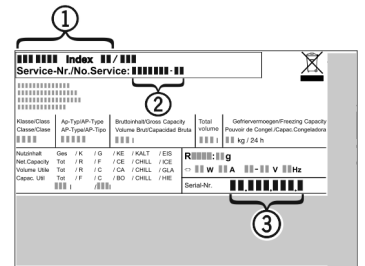 1
Index /
Service-Nr./No.Service: -
2
Klasse/Class Ap-Typ/AP-Type Bruttoinhalt/Gross Capacity Total Gefriervermoegen/Freezing Capacity
Classe/Clase AP-Type/AP-Tipo Volume Brut/Capacidad Bruta volume Pouvoir de Congel./Capac.Congeladora
l l kg / 24 h
Nutzinhalt Ges / K / G / KE / KALT / EIS
Net.Capacity Tot / R / F / CE / CHILL / ICE
Volume Utile Tot / R / C / CA / CHILL / GLA
Capac. Util Tot / F / C / BO / CHILL / HIE
l / l
R : g
W A - V Hz
Serial-Nr. . . .
3